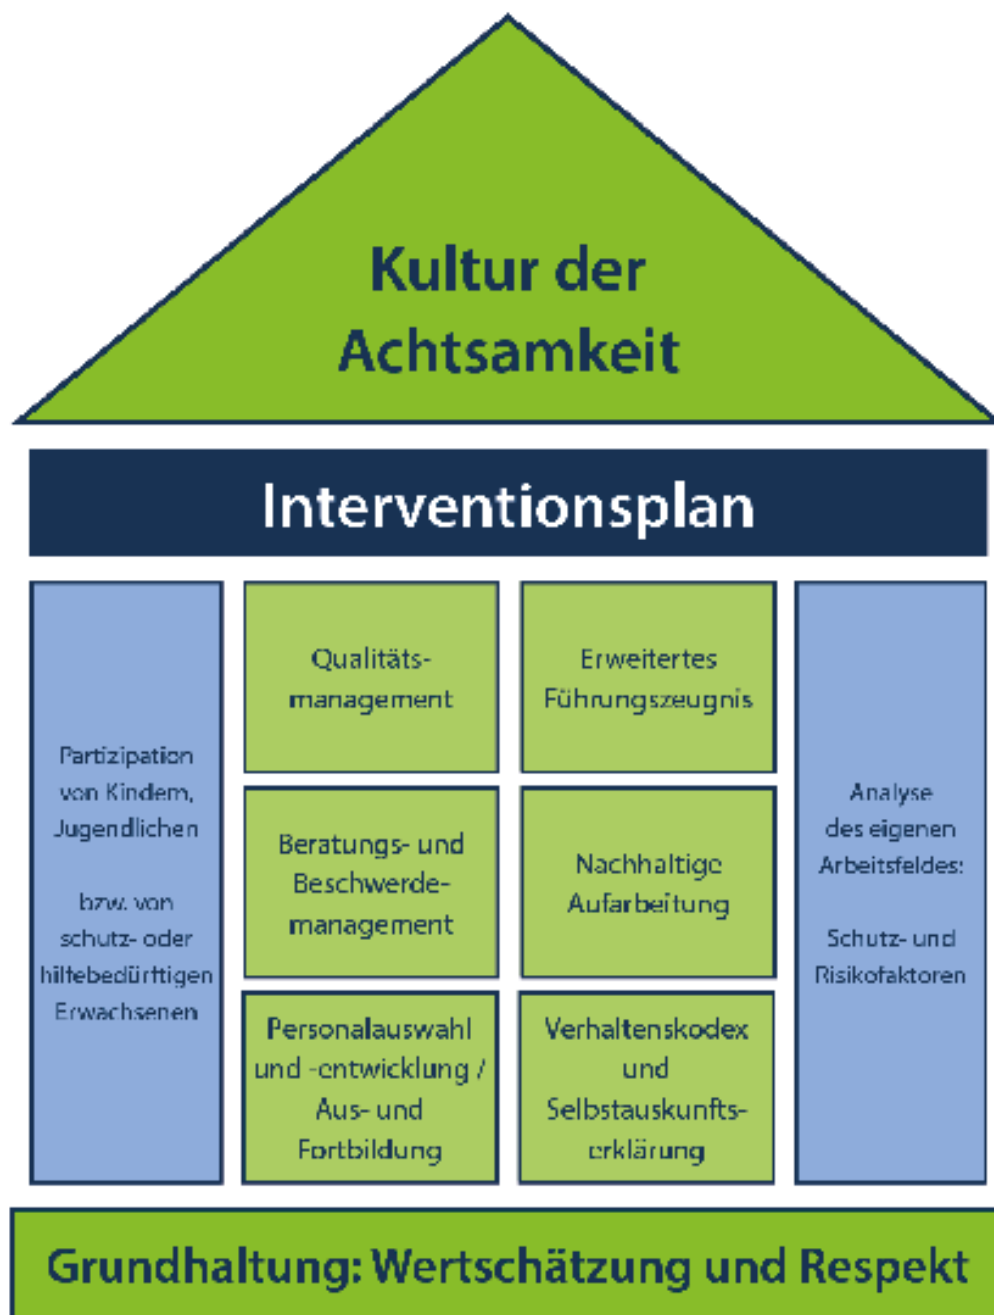 Kultur der
Achtsamkeit
Interventionsplan
Partizipation
von Kindern,
Jugendlichen
bzw. von
schutz- oder
hilfebedürftigen
Erwachsenen
Qualitäts-
management
Erweitertes
Führungszeugnis
Beratungs- und
Beschwerde-
management
Nachhaltige
Aufarbeitung
Personalauswahl
und -entwicklung /
Aus- und
Fortbildung
Verhaltenskodex
und
Selbstauskunfts-
erklärung
Analyse
des eigenen
Arbeitsfeldes:
Schutz- und
Risikofaktoren
Grundhaltung: Wertschätzung und Respekt